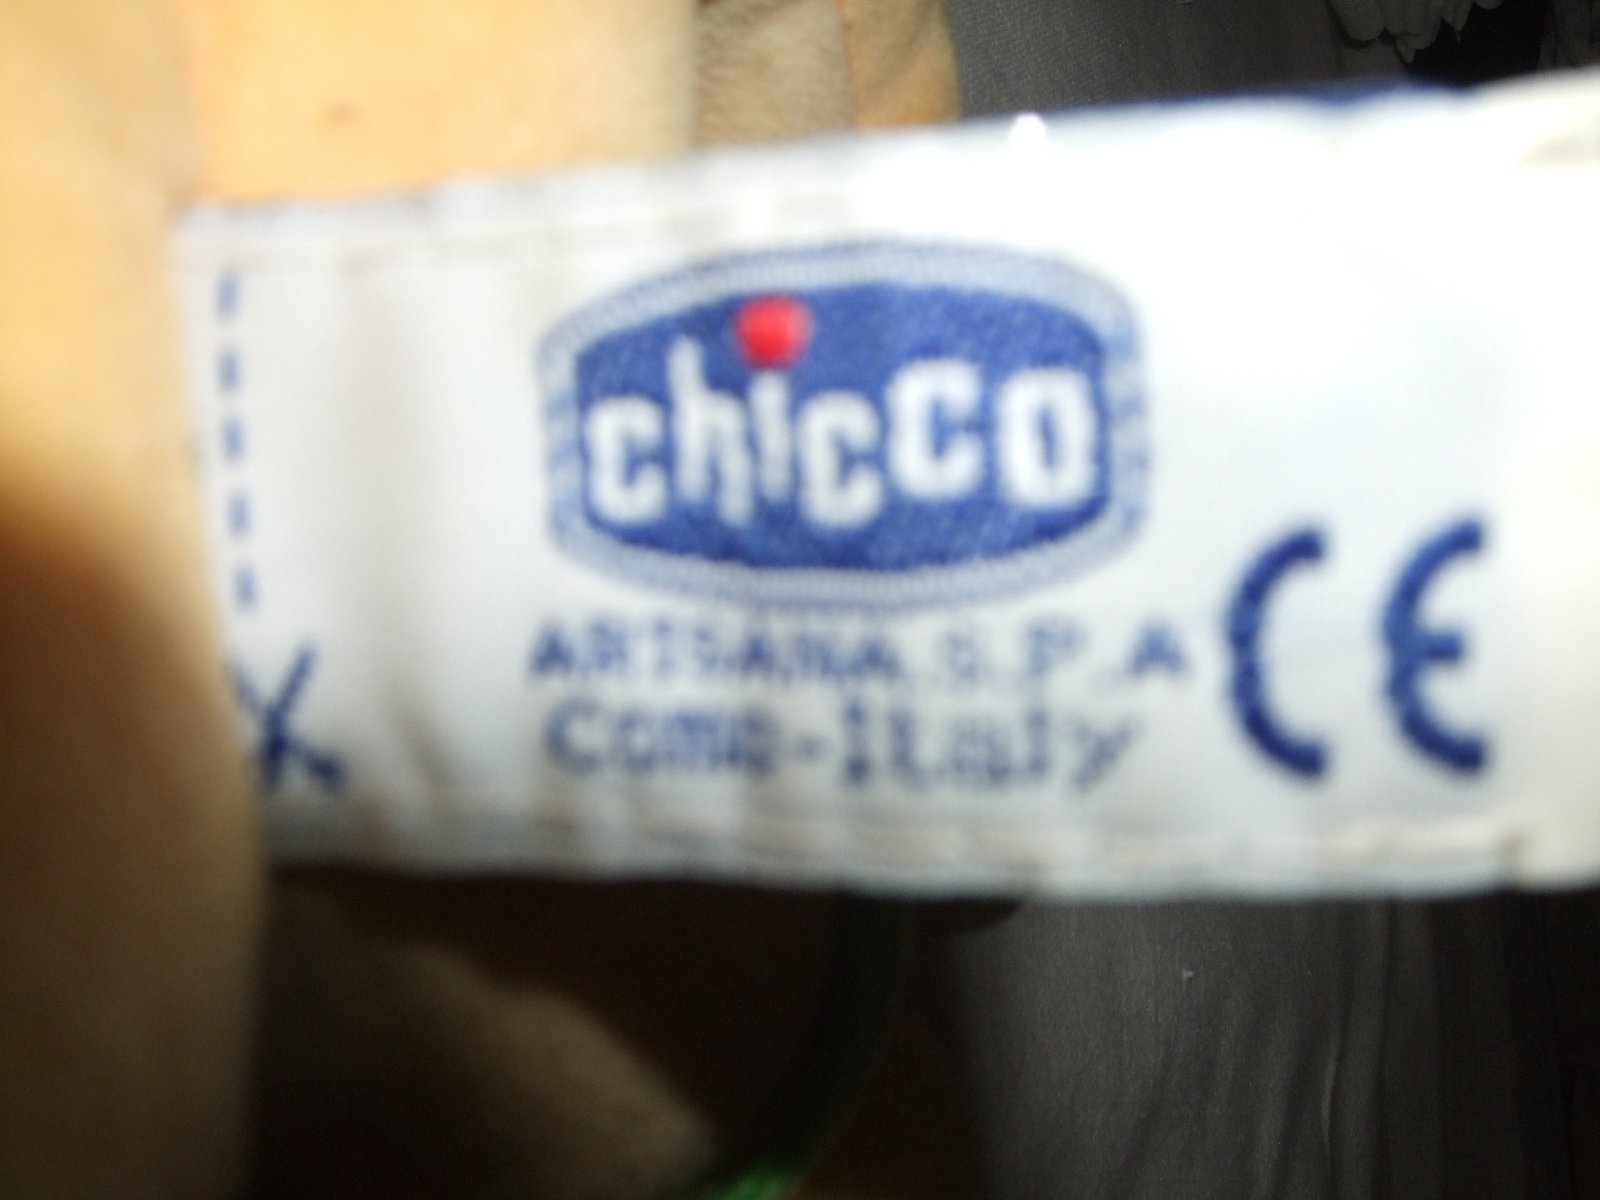 chicco
ARTSANA S.P.A
Como-Italy
CE